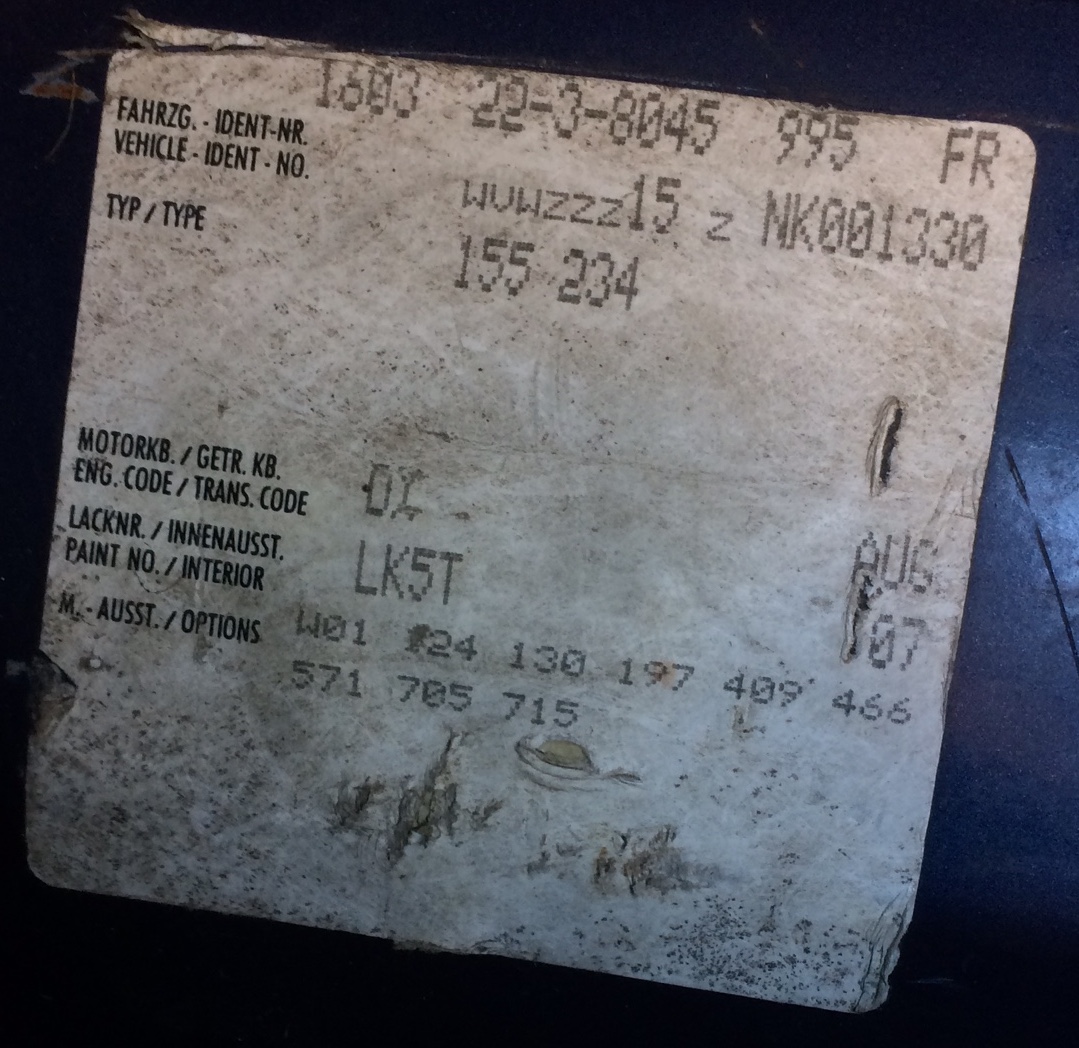 1603 22-3-8045 995 FR
FAHRZG. - IDENT-NR.
VEHICLE - IDENT - NO.
WVWZZZ15 Z NK001330
TYP / TYPE
155 234
MOTORKB. / GETR. KB.
ENG. CODE / TRANS. CODE
LACKNR. / INNENAUSST.
PAINT NO. / INTERIOR
LK5T
AUG
07
M. - AUSST. / OPTIONS
W01 130 197 409 466
571 705 715